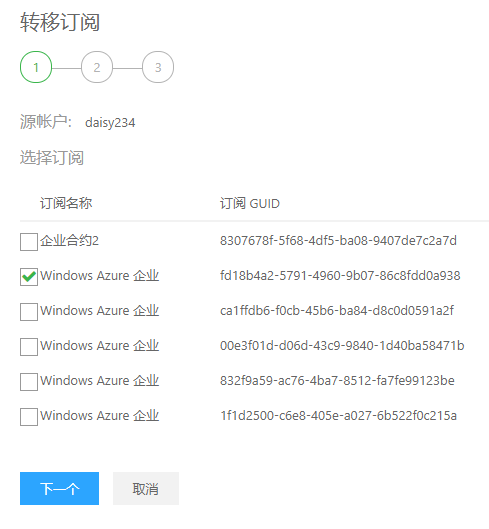 转移订阅
1 2 3
源帐户: daisy234
选择订阅
订阅名称 订阅 GUID
企业合约2 8307678f-5f68-4df5-ba08-9407de7c2a7d
Windows Azure 企业 fd18b4a2-5791-4960-9b07-86c8fdd0a938
Windows Azure 企业 ca1ffdb6-f0cb-45b6-ba84-d8c0d0591a2f
Windows Azure 企业 00e3f01d-d06d-43c9-9840-1d40ba58471b
Windows Azure 企业 832f9a59-ac76-4ba7-8512-fa7fe99123be
Windows Azure 企业 1f1d2500-c6e8-405e-a027-6b522f0c215a
下一个 取消